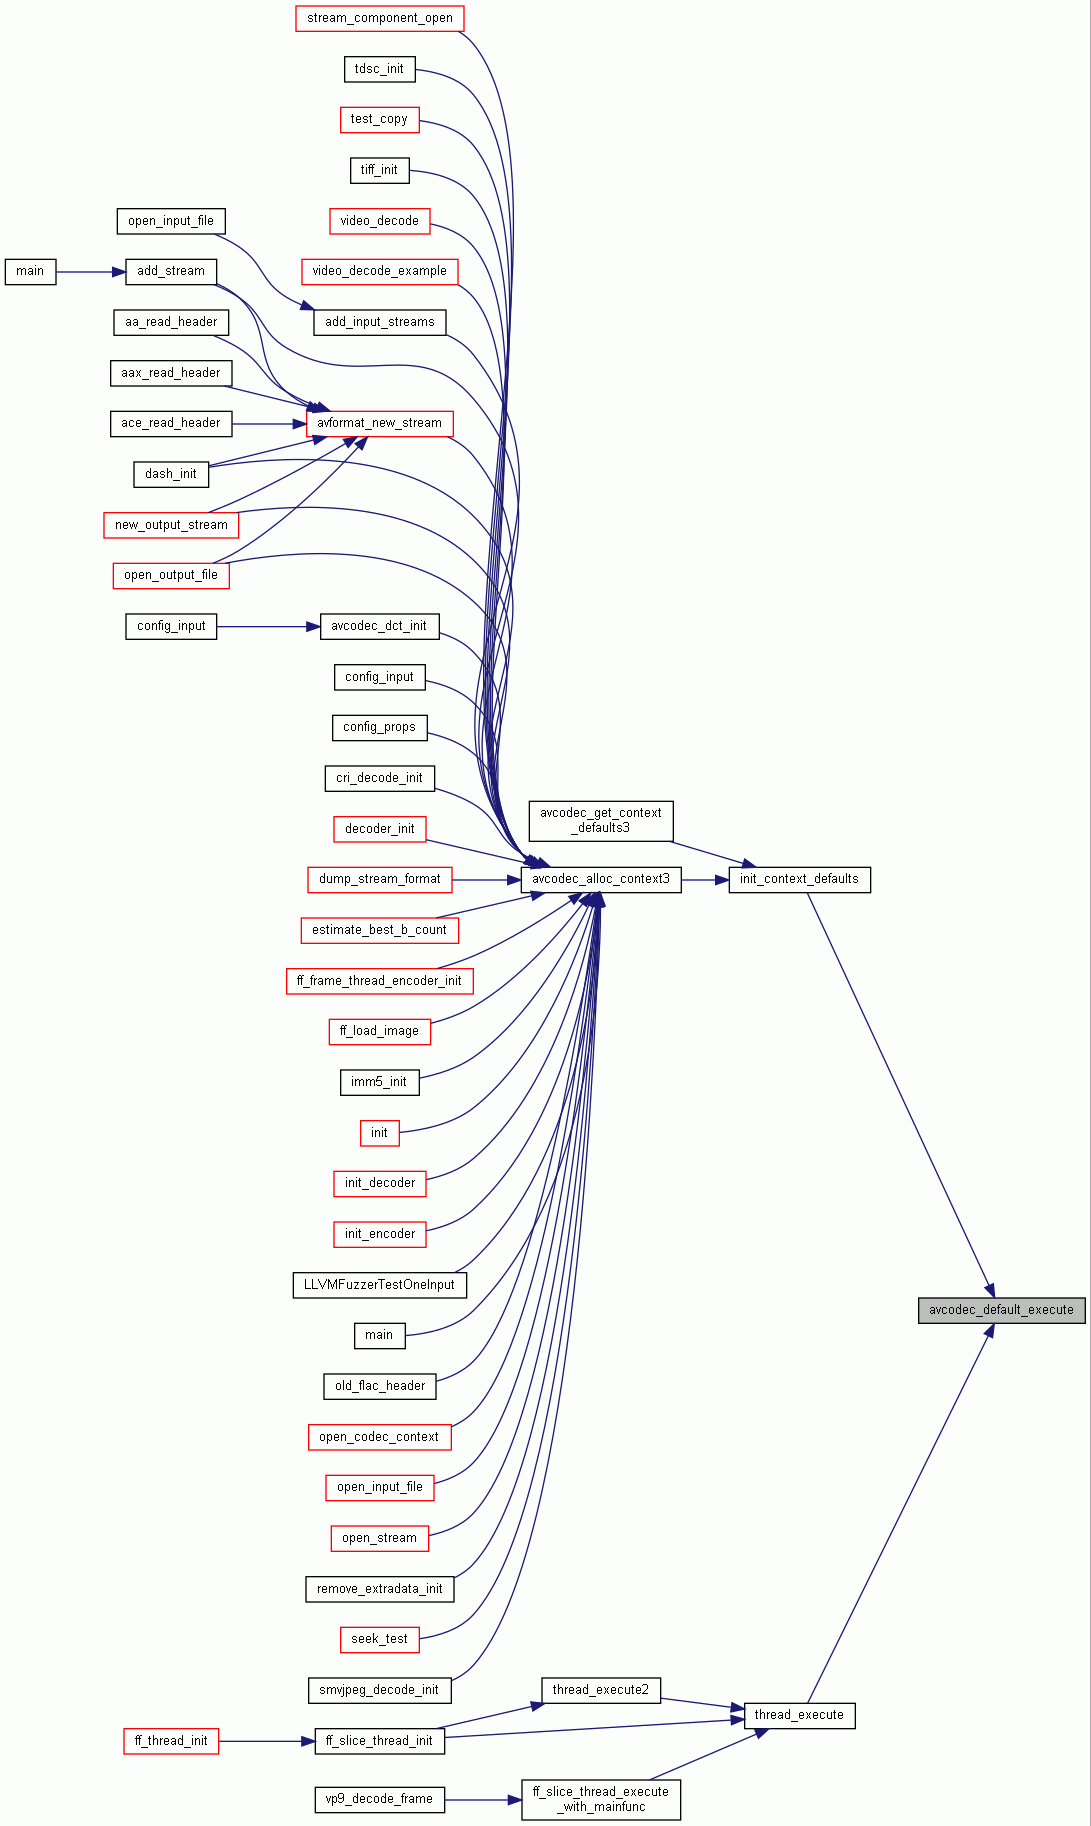 stream_component_open
tdsc_init
test_copy
tiff_init
open_input_file
video_decode
main
add_stream
video_decode_example
aa_read_header
add_input_streams
aax_read_header
ace_read_header
avformat_new_stream
dash_init
new_output_stream
open_output_file
config_input
avcodec_dct_init
config_input
config_props
cri_decode_init
avcodec_get_context
_defaults3
decoder_init
dump_stream_format
avcodec_alloc_context3
init_context_defaults
estimate_best_b_count
ff_frame_thread_encoder_init
ff_load_image
imm5_init
init
init_decoder
init_encoder
LLVMFuzzerTestOneInput
avcodec_default_execute
main
old_flac_header
open_codec_context
open_input_file
open_stream
remove_extradata_init
seek_test
smvjpeg_decode_init
thread_execute2
thread_execute
ff_thread_init
ff_slice_thread_init
vp9_decode_frame
ff_slice_thread_execute
_with_mainfunc